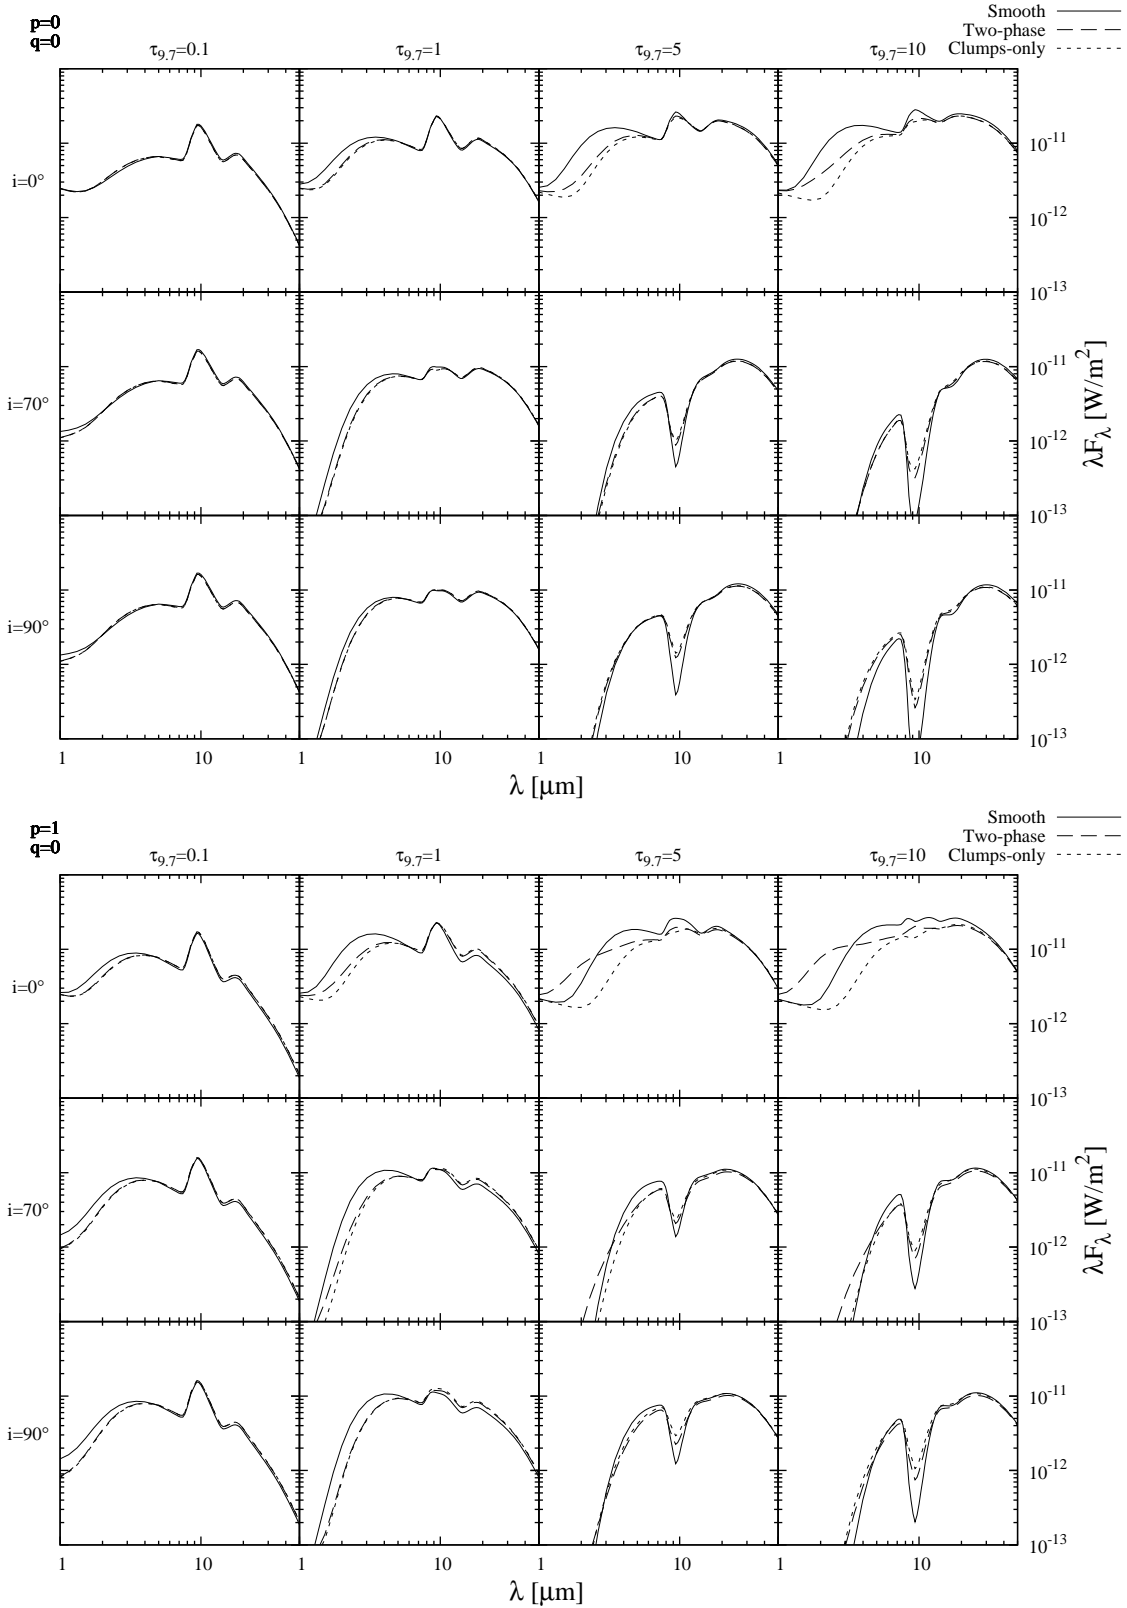 p=0
q=0
Smooth
Two-phase
Clumps-only
τ9.7=0.1 τ9.7=1 τ9.7=5 τ9.7=10
i=0°
10-11
10-12
10-13
i=70°
10-11
10-12
10-13
λFλ [W/m2]
i=90°
10-11
10-12
10-13
1 10 1 10 1 10 1 10
λ [μm]
p=1
q=0
Smooth
Two-phase
Clumps-only
τ9.7=0.1 τ9.7=1 τ9.7=5 τ9.7=10
i=0°
10-11
10-12
10-13
i=70°
10-11
10-12
10-13
λFλ [W/m2]
i=90°
10-11
10-12
10-13
1 10 1 10 1 10 1 10
λ [μm]